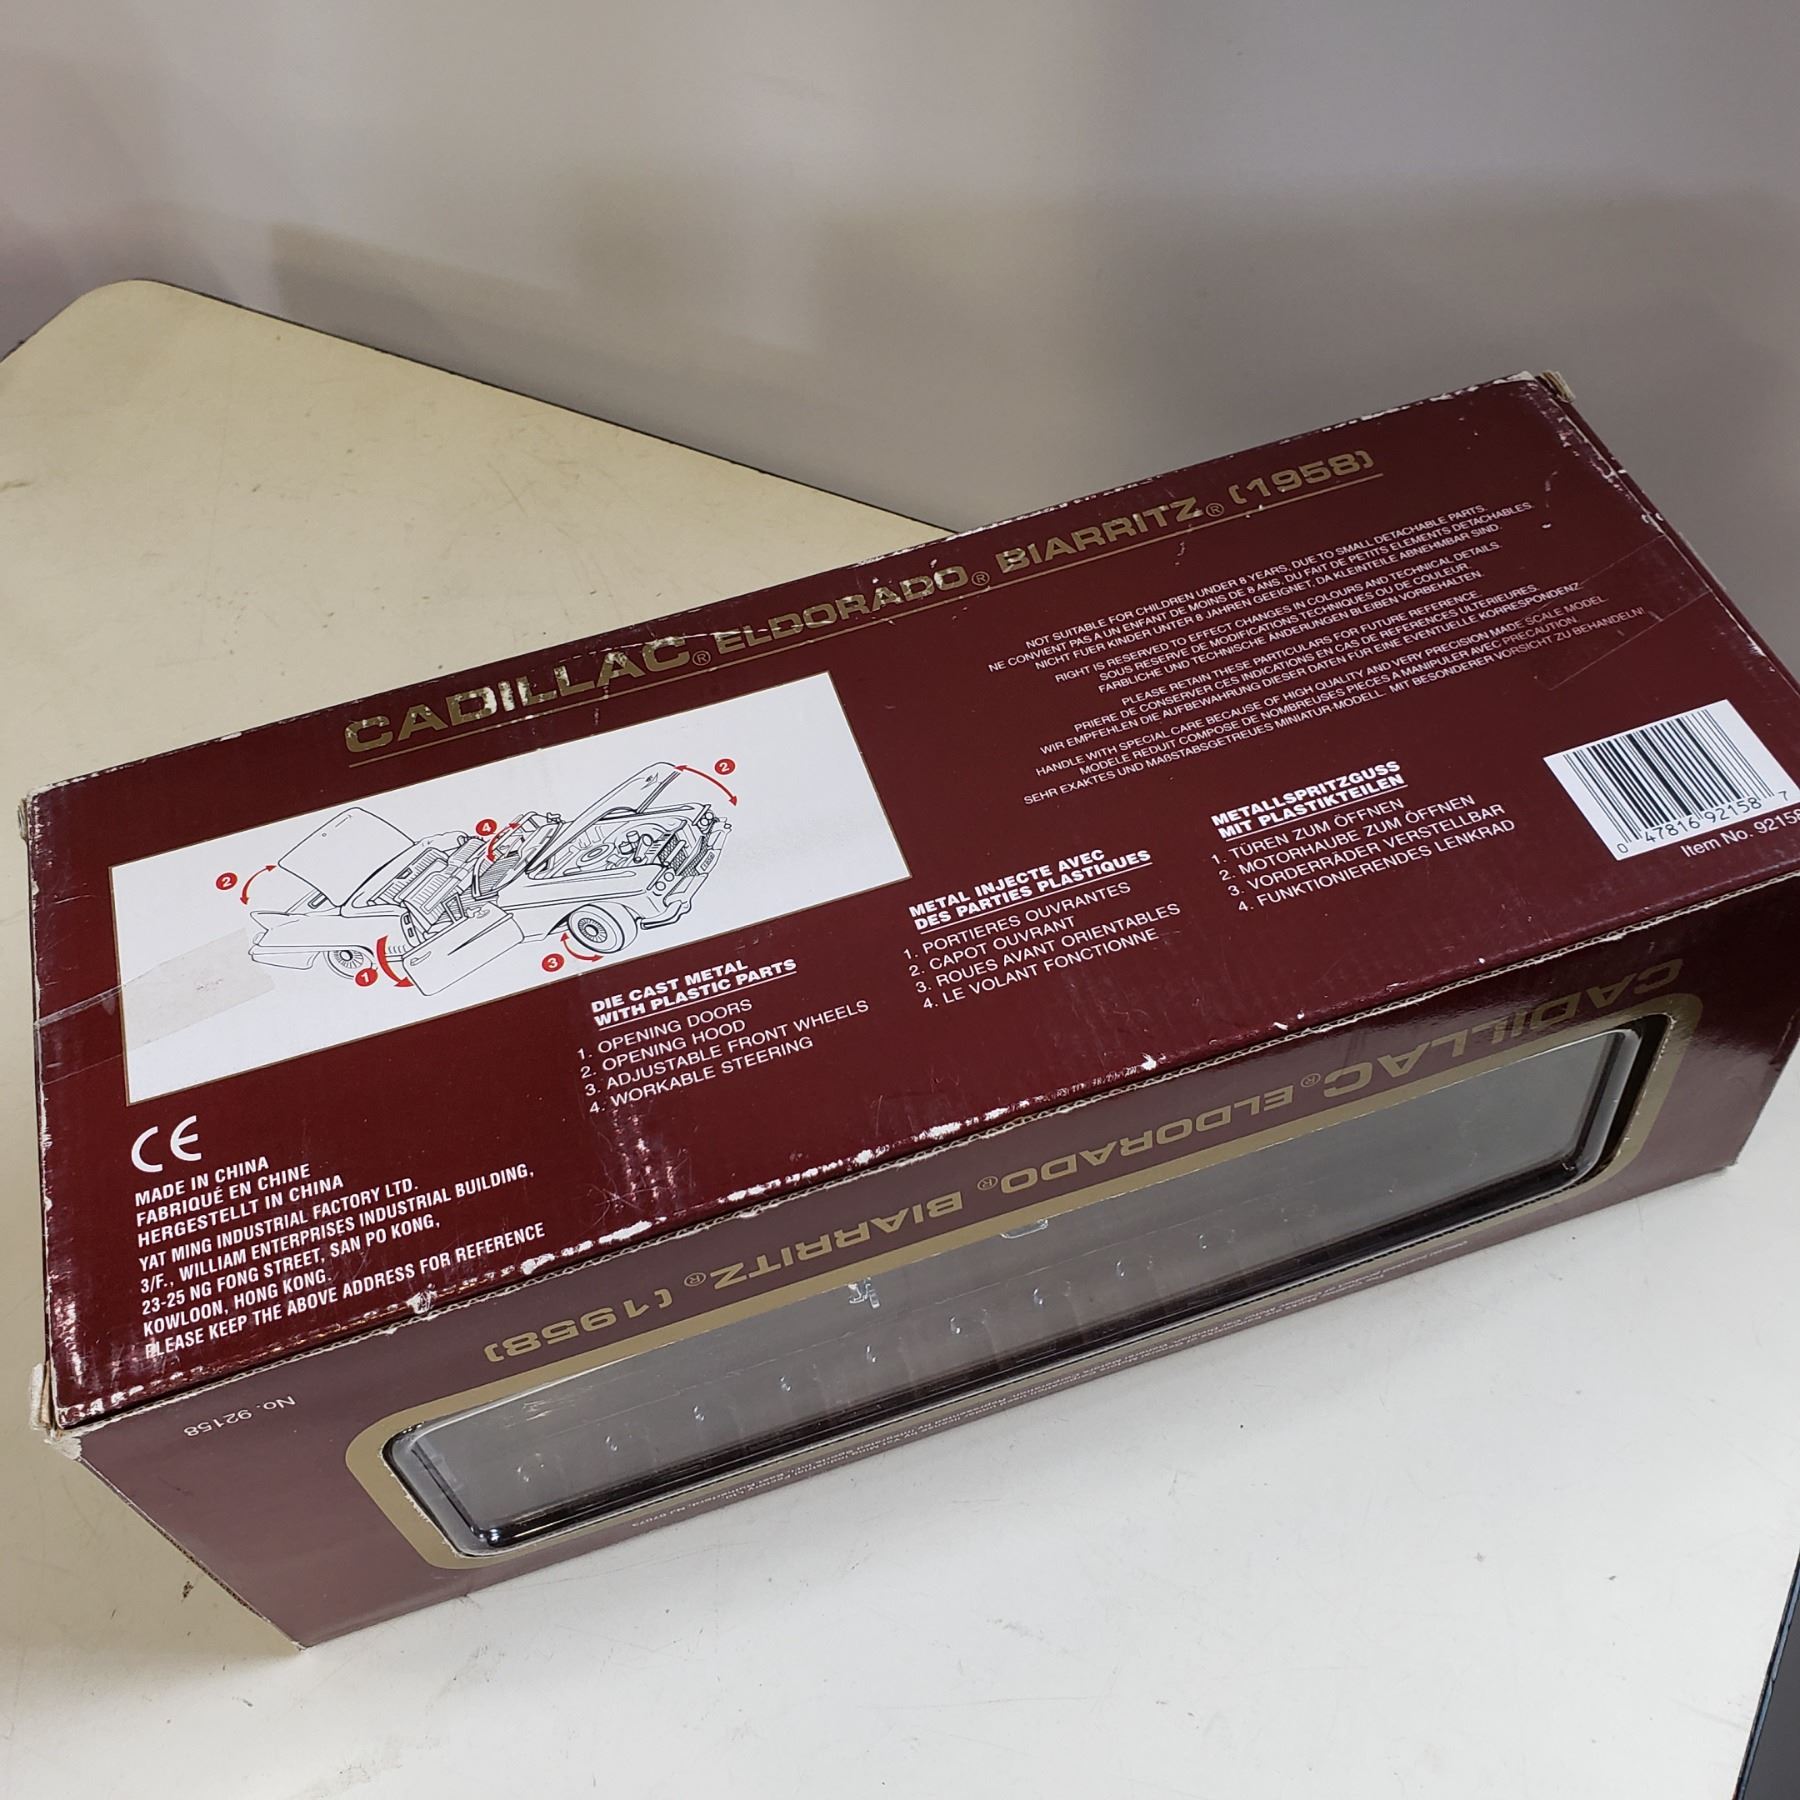 CADILLAC® ELDORADO® BIARRITZ® (1958)
NOT SUITABLE FOR CHILDREN UNDER 8 YEARS, DUE TO SMALL DETACHABLE PARTS.
NE CONVIENT PAS A UN ENFANT DE MOINS DE 8 ANS, DU FAIT DE PETITS ELEMENTS DETACHABLES.
NICHT FUER KINDER UNTER 8 JAHREN GEEIGNET, DA KLEINTEILE ABNEHMBAR SIND.
RIGHT IS RESERVED TO EFFECT CHANGES IN COLOURS AND TECHNICAL DETAILS.
SOUS RESERVE DE MODIFICATIONS TECHNIQUES OU DE COULEUR.
FARBLICHE UND TECHNISCHE ÄNDERUNGEN BLEIBEN VORBEHALTEN.
PLEASE RETAIN THESE PARTICULARS FOR FUTURE REFERENCE.
PRIERE DE CONSERVER CES INDICATIONS EN CAS DE REFERENCES ULTERIEURES.
WIR EMPFEHLEN DIE AUFBEWAHRUNG DIESER DATEN FÜR EINE EVENTUELLE KORRESPONDENZ
HANDLE WITH SPECIAL CARE BECAUSE OF HIGH QUALITY AND VERY PRECISION MADE SCALE MODEL.
MODELE REDUIT COMPOSE DE NOMBREUSES PIECES A MANIPULER AVEC PRECAUTION.
SEHR EXAKTES UND MAßSTABSGETREUES MINIATUR-MODELL. MIT BESONDERER VORSICHT ZU BEHANDELN!
2
4
2
1
3
DIE CAST METAL
WITH PLASTIC PARTS
1. OPENING DOORS
2. OPENING HOOD
3. ADJUSTABLE FRONT WHEELS
4. WORKABLE STEERING
METAL INJECTE AVEC
DES PARTIES PLASTIQUES
1. PORTIERES OUVRANTES
2. CAPOT OUVRANT
3. ROUES AVANT ORIENTABLES
4. LE VOLANT FONCTIONNE
METALLSPRITZGUSS
MIT PLASTIKTEILEN
1. TÜREN ZUM ÖFFNEN
2. MOTORHAUBE ZUM ÖFFNEN
3. VORDERRÄDER VERSTELLBAR
4. FUNKTIONIERENDES LENKRAD
0 47816 92158 7
Item No. 92158
CE
MADE IN CHINA
FABRIQUÉ EN CHINE
HERGESTELLT IN CHINA
YAT MING INDUSTRIAL FACTORY LTD.
3/F., WILLIAM ENTERPRISES INDUSTRIAL BUILDING,
23-25 NG FONG STREET, SAN PO KONG,
KOWLOON, HONG KONG.
PLEASE KEEP THE ABOVE ADDRESS FOR REFERENCE
CADILLAC® ELDORADO® BIARRITZ® (1958)
No. 92158